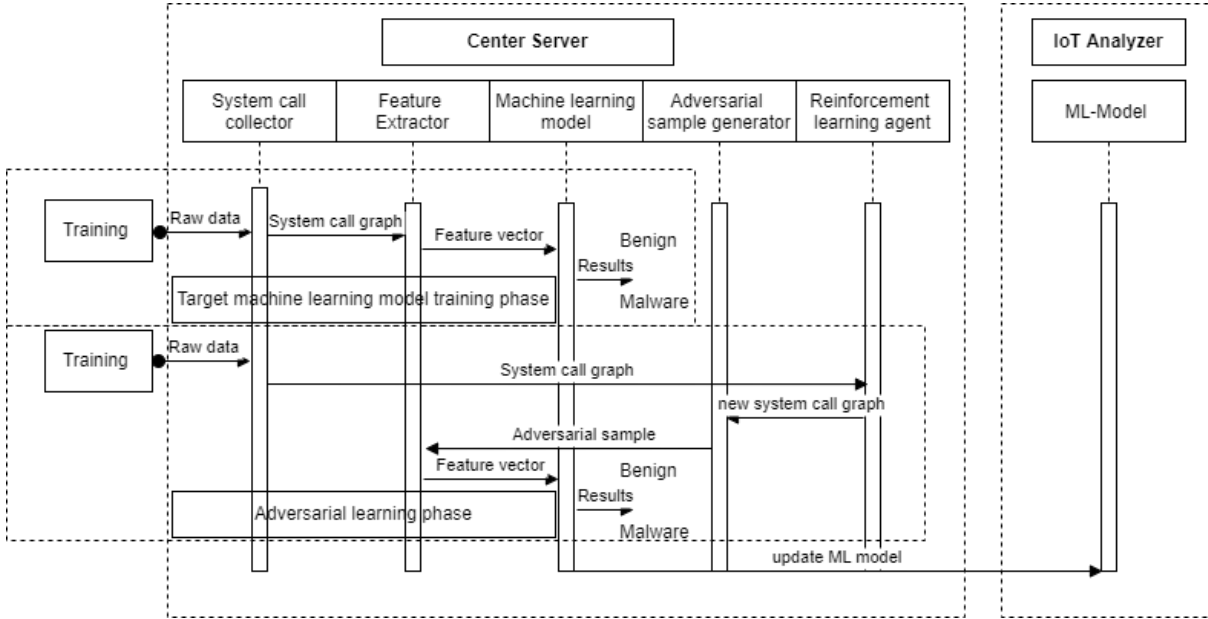 Center Server
IoT Analyzer
System call
collector
Feature
Extractor
Machine learning
model
Adversarial
sample generator
Reinforcement
learning agent
ML-Model
Training
Raw data
System call graph
Feature vector
Benign
Results
Malware
Target machine learning model training phase
Training
Raw data
System call graph
new system call graph
Adversarial sample
Feature vector
Benign
Results
Malware
Adversarial learning phase
update ML model